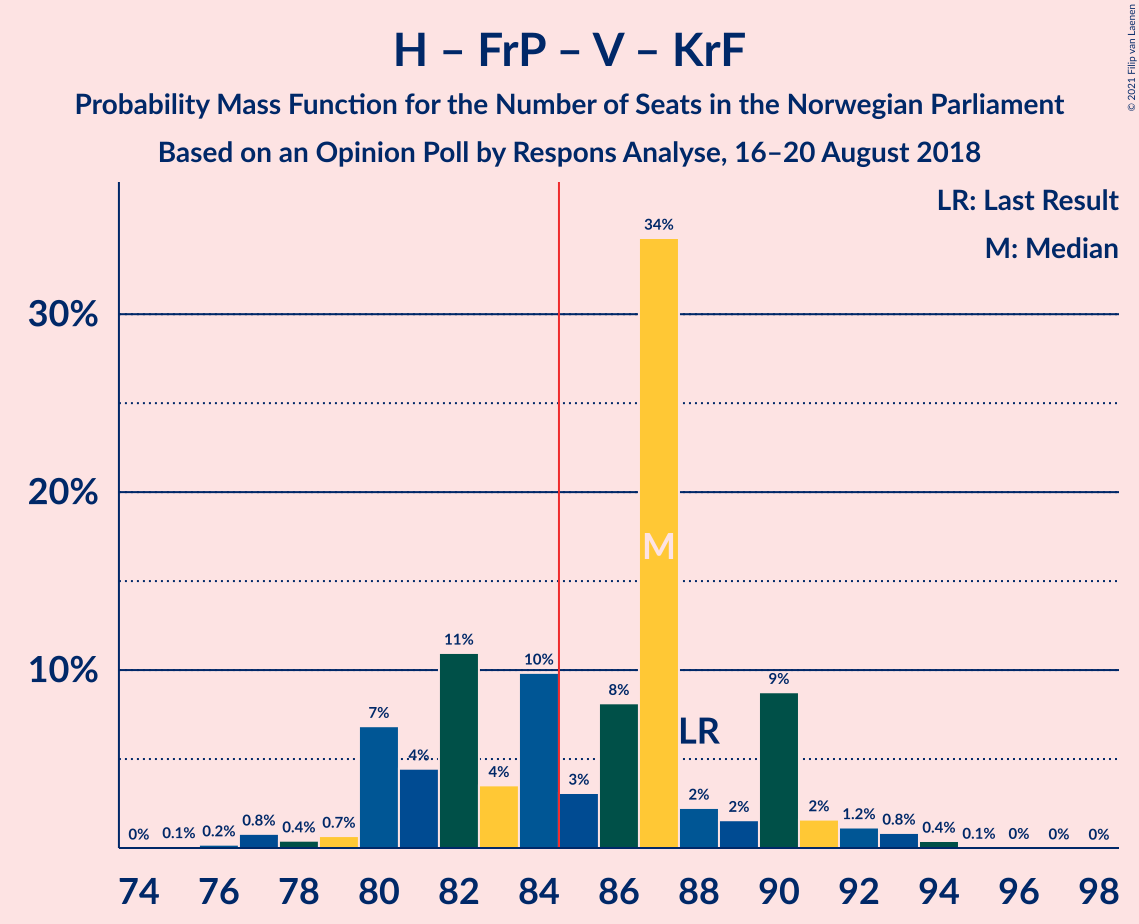 H – FrP – V – KrF
Probability Mass Function for the Number of Seats in the Norwegian Parliament
Based on an Opinion Poll by Respons Analyse, 16–20 August 2018
© 2021 Filip van Laenen
LR: Last Result
M: Median
30%
20%
10%
0% 0.1% 0.2% 0.8% 0.4% 0.7% 7% 4% 11% 4% 10% 3% 8% 34% 2% 2% 9% 2% 1.2% 0.8% 0.4% 0.1% 0% 0% 0%
M
LR
74 76 78 80 82 84 86 88 90 92 94 96 98